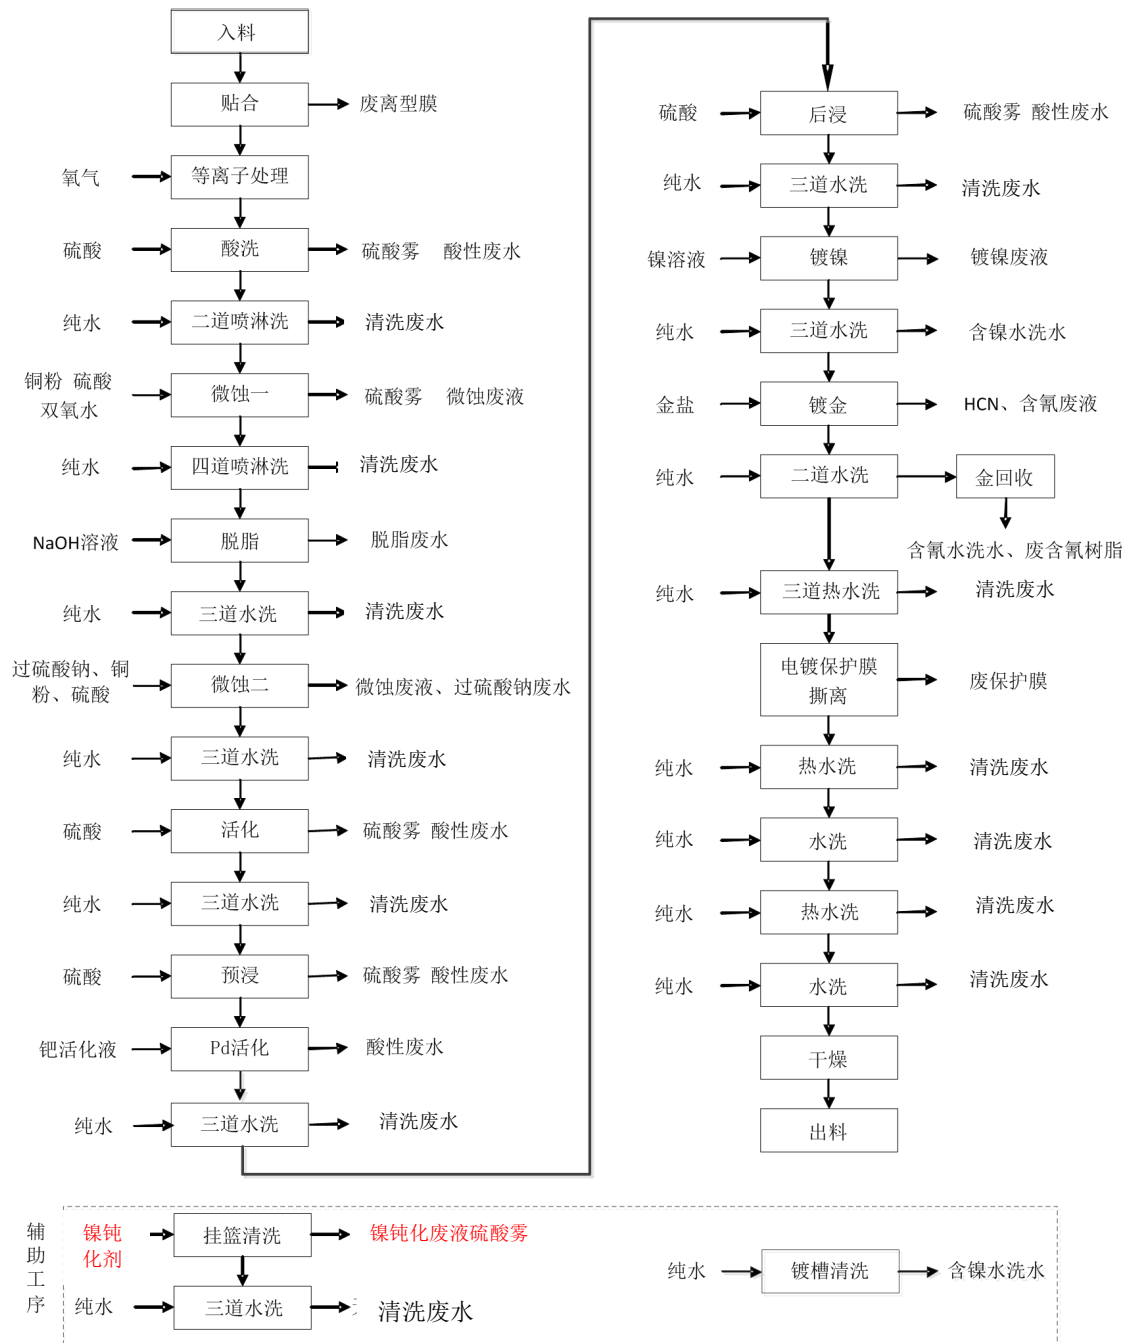 入料
贴合
废离型膜
氧气
等离子处理
硫酸
酸洗
硫酸雾 酸性废水
纯水
二道喷淋洗
清洗废水
铜粉 硫酸
双氧水
微蚀一
硫酸雾 微蚀废液
纯水
四道喷淋洗
清洗废水
NaOH溶液
脱脂
脱脂废水
纯水
三道水洗
清洗废水
过硫酸钠、铜
粉、硫酸
微蚀二
微蚀废液、过硫酸钠废水
纯水
三道水洗
清洗废水
硫酸
活化
硫酸雾 酸性废水
纯水
三道水洗
清洗废水
硫酸
预浸
硫酸雾 酸性废水
钯活化液
Pd活化
酸性废水
纯水
三道水洗
清洗废水
硫酸
后浸
硫酸雾 酸性废水
纯水
三道水洗
清洗废水
镍溶液
镀镍
镀镍废液
纯水
三道水洗
含镍水洗水
金盐
镀金
HCN、含氰废液
纯水
二道水洗
金回收
含氰水洗水、废含氰树脂
纯水
三道热水洗
清洗废水
电镀保护膜
撕离
废保护膜
纯水
热水洗
清洗废水
纯水
水洗
清洗废水
纯水
热水洗
清洗废水
纯水
水洗
清洗废水
干燥
出料
辅助工序
镍钝
化剂
挂篮清洗
镍钝化废液硫酸雾
纯水
三道水洗
清洗废水
纯水
镀槽清洗
含镍水洗水